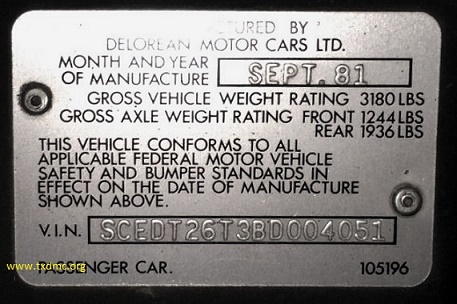 TURED BY
DELOREAN MOTOR CARS LTD.
MONTH AND YEAR
OF MANUFACTURE SEPT. 81
GROSS VEHICLE WEIGHT RATING 3180 LBS
GROSS AXLE WEIGHT RATING FRONT 1244 LBS
REAR 1936 LBS
THIS VEHICLE CONFORMS TO ALL
APPLICABLE FEDERAL MOTOR VEHICLE
SAFETY AND BUMPER STANDARDS IN
EFFECT ON THE DATE OF MANUFACTURE
SHOWN ABOVE.
V.I.N. SCEDT26T3BD004051
www.txdmc.org
PASSENGER CAR. 105196